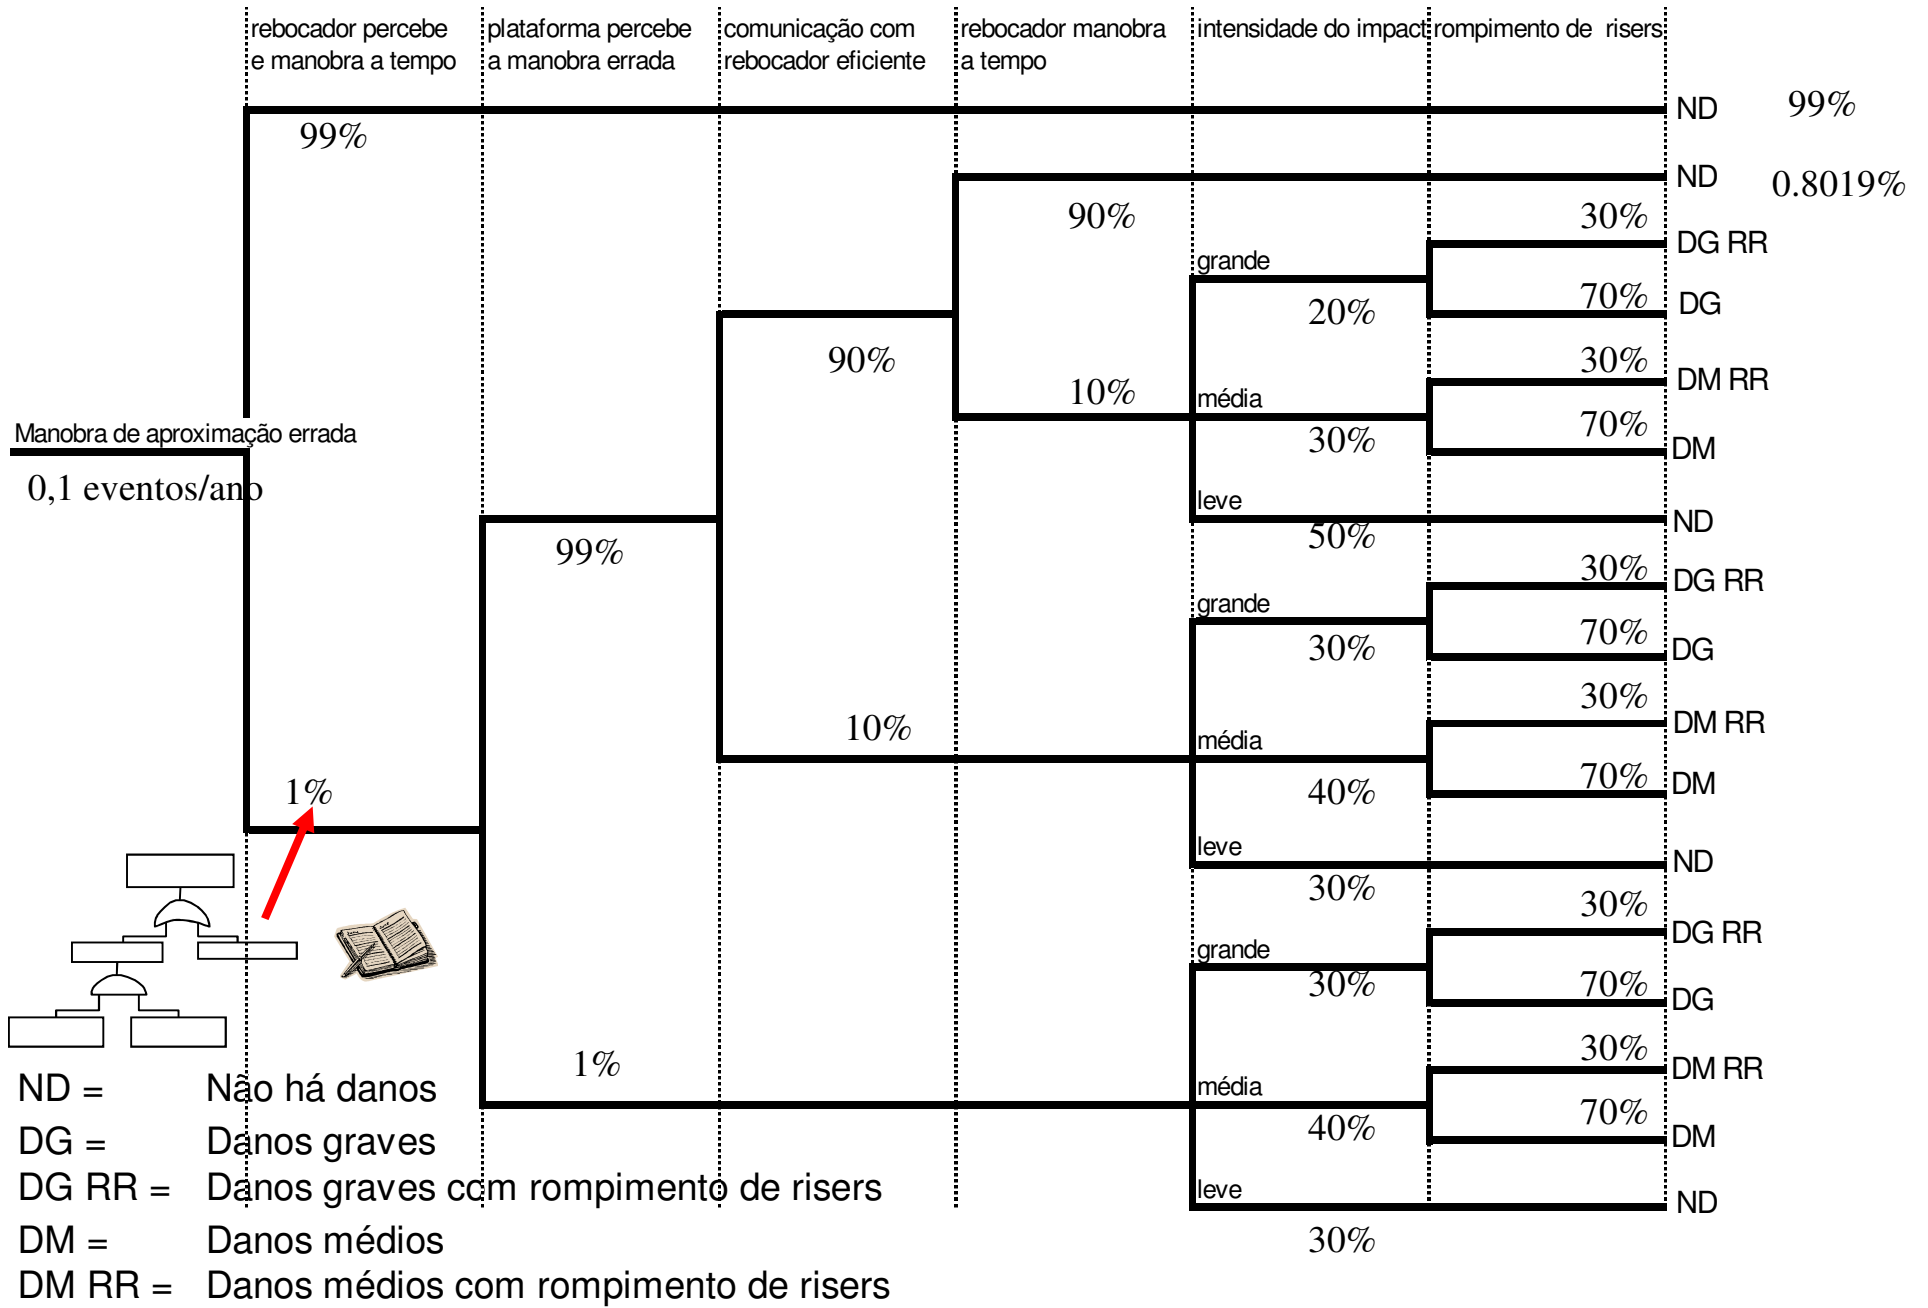 rebocador percebe
e manobra a tempo
plataforma percebe
a manobra errada
comunicação com
rebocador eficiente
rebocador manobra
a tempo
intensidade do impact
rompimento de risers
ND 99%
99%
ND 0.8019%
90%
30%
DG RR
grande
20%
70%
DG
90%
30%
DM RR
10%
média
30%
70%
DM
Manobra de aproximação errada
0,1 eventos/ano
leve
50%
ND
99%
30%
DG RR
grande
30%
70%
DG
30%
DM RR
10%
média
40%
70%
DM
1%
leve
30%
ND
30%
DG RR
grande
30%
70%
DG
1%
30%
DM RR
média
40%
70%
DM
leve
30%
ND
ND = Não há danos
DG = Danos graves
DG RR = Danos graves com rompimento de risers
DM = Danos médios
DM RR = Danos médios com rompimento de risers